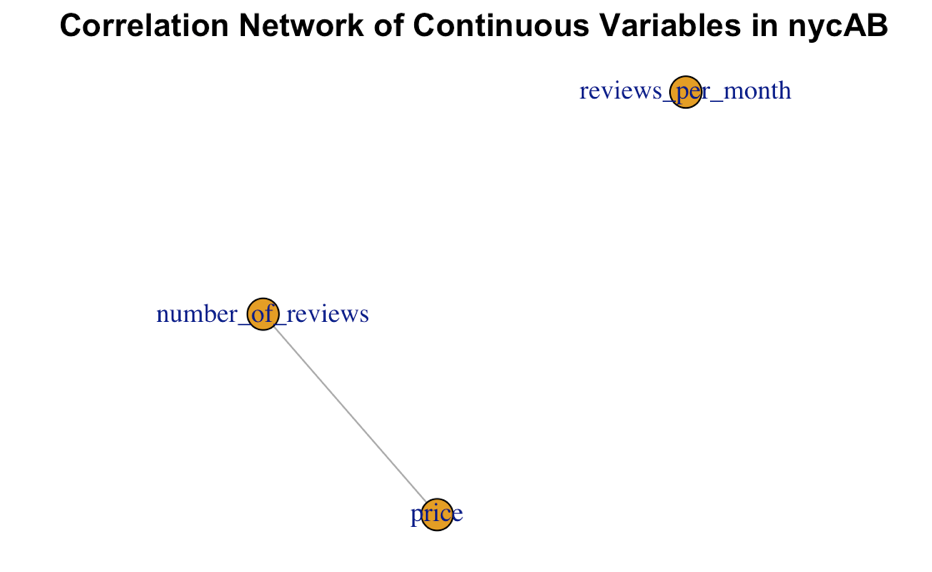 Correlation Network of Continuous Variables in nycAB
reviews_per_month
number_of_reviews
price